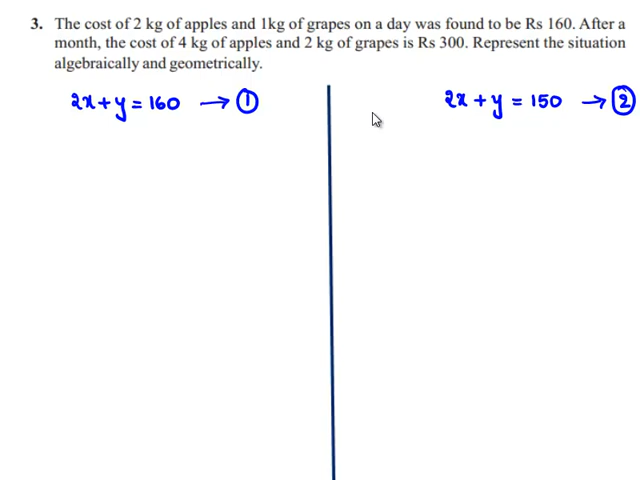 3. The cost of 2 kg of apples and 1kg of grapes on a day was found to be Rs 160. After a
month, the cost of 4 kg of apples and 2 kg of grapes is Rs 300. Represent the situation
algebraically and geometrically.
2x + y = 160 → ①
2x + y = 150 → ②